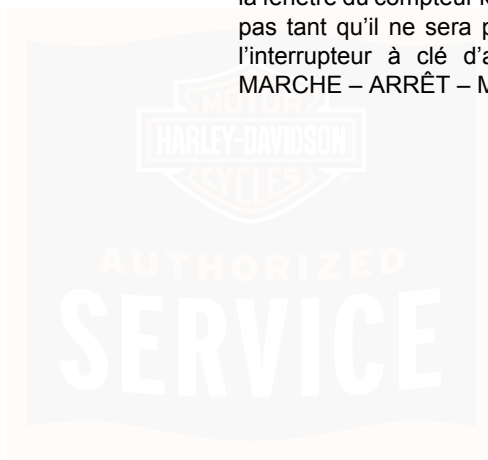 la fenêtre du compteur k
pas tant qu'il ne sera p
l'interrupteur à clé d'a
MARCHE – ARRÊT – M
MOTOR
HARLEY-DAVIDSON
CYCLES
AUTHORIZED
SERVICE